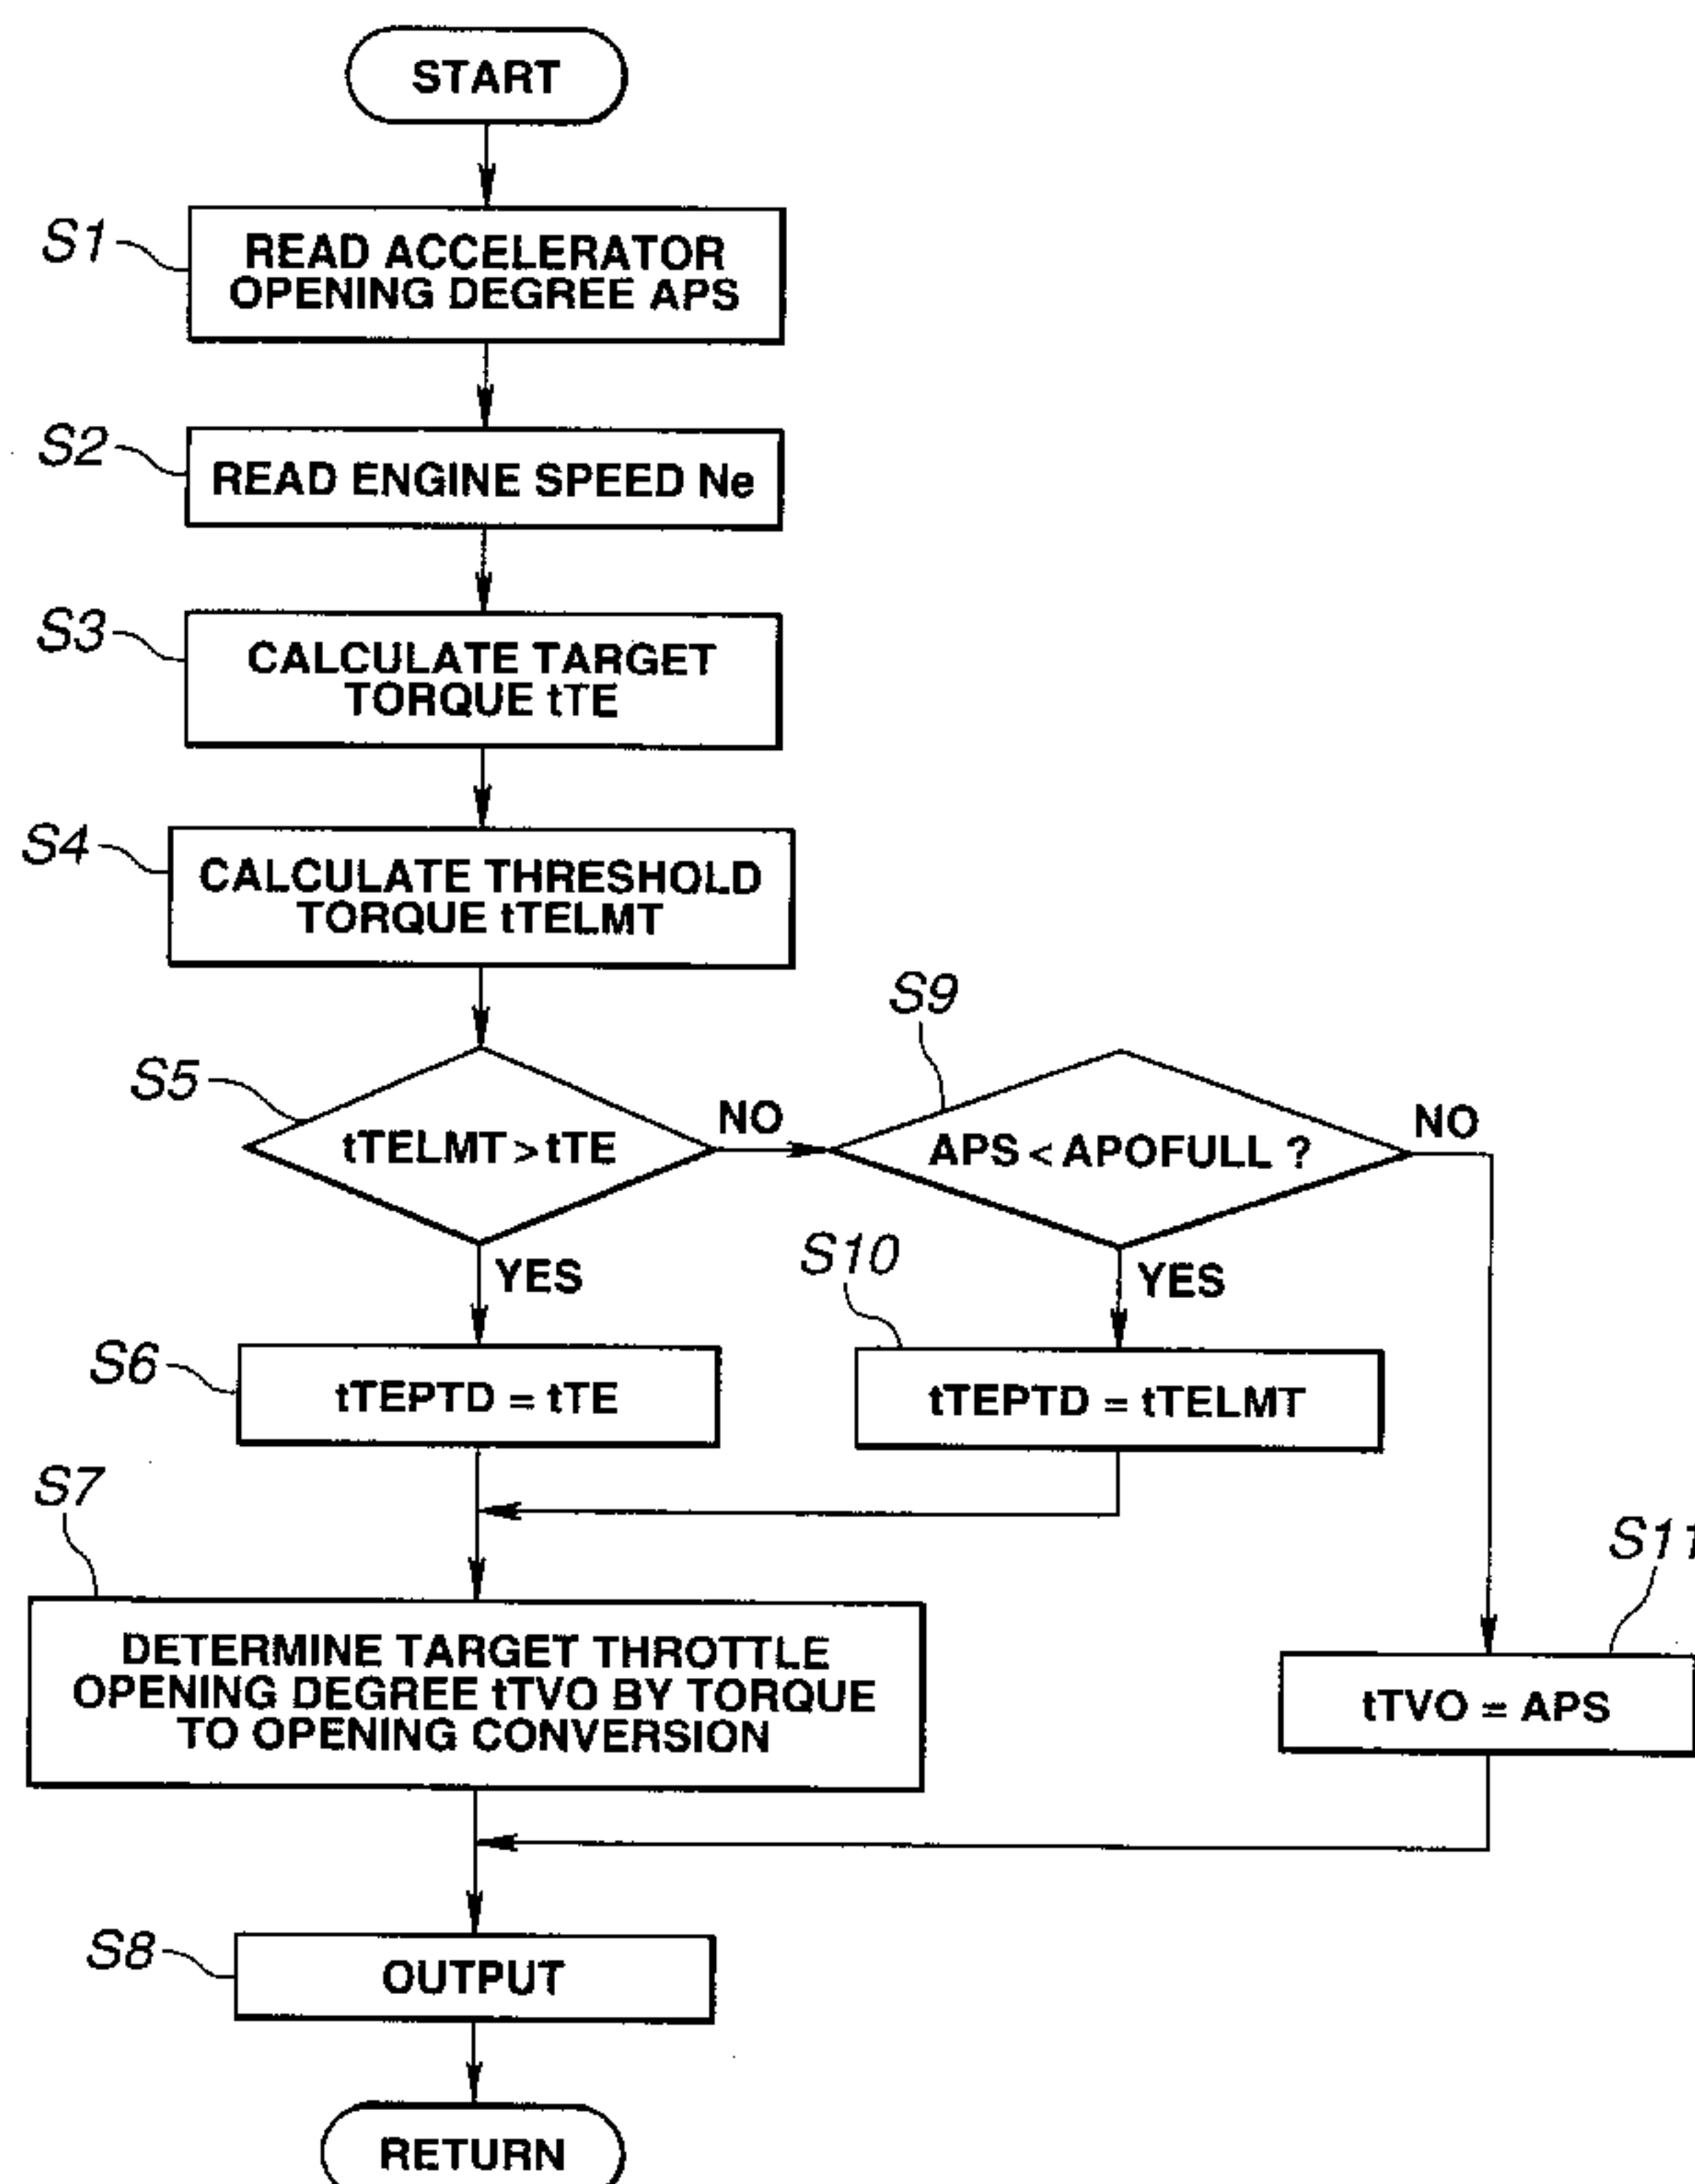 START
S1
READ ACCELERATOR
OPENING DEGREE APS
S2
READ ENGINE SPEED Ne
S3
CALCULATE TARGET
TORQUE tTE
S4
CALCULATE THRESHOLD
TORQUE tTELMT
S5
tTELMT > tTE
NO
YES
S9
APS < APOFULL ?
NO
YES
S6
tTEPTD = tTE
S10
tTEPTD = tTELMT
S7
DETERMINE TARGET THROTTLE
OPENING DEGREE tTVO BY TORQUE
TO OPENING CONVERSION
S11
tTVO = APS
S8
OUTPUT
RETURN